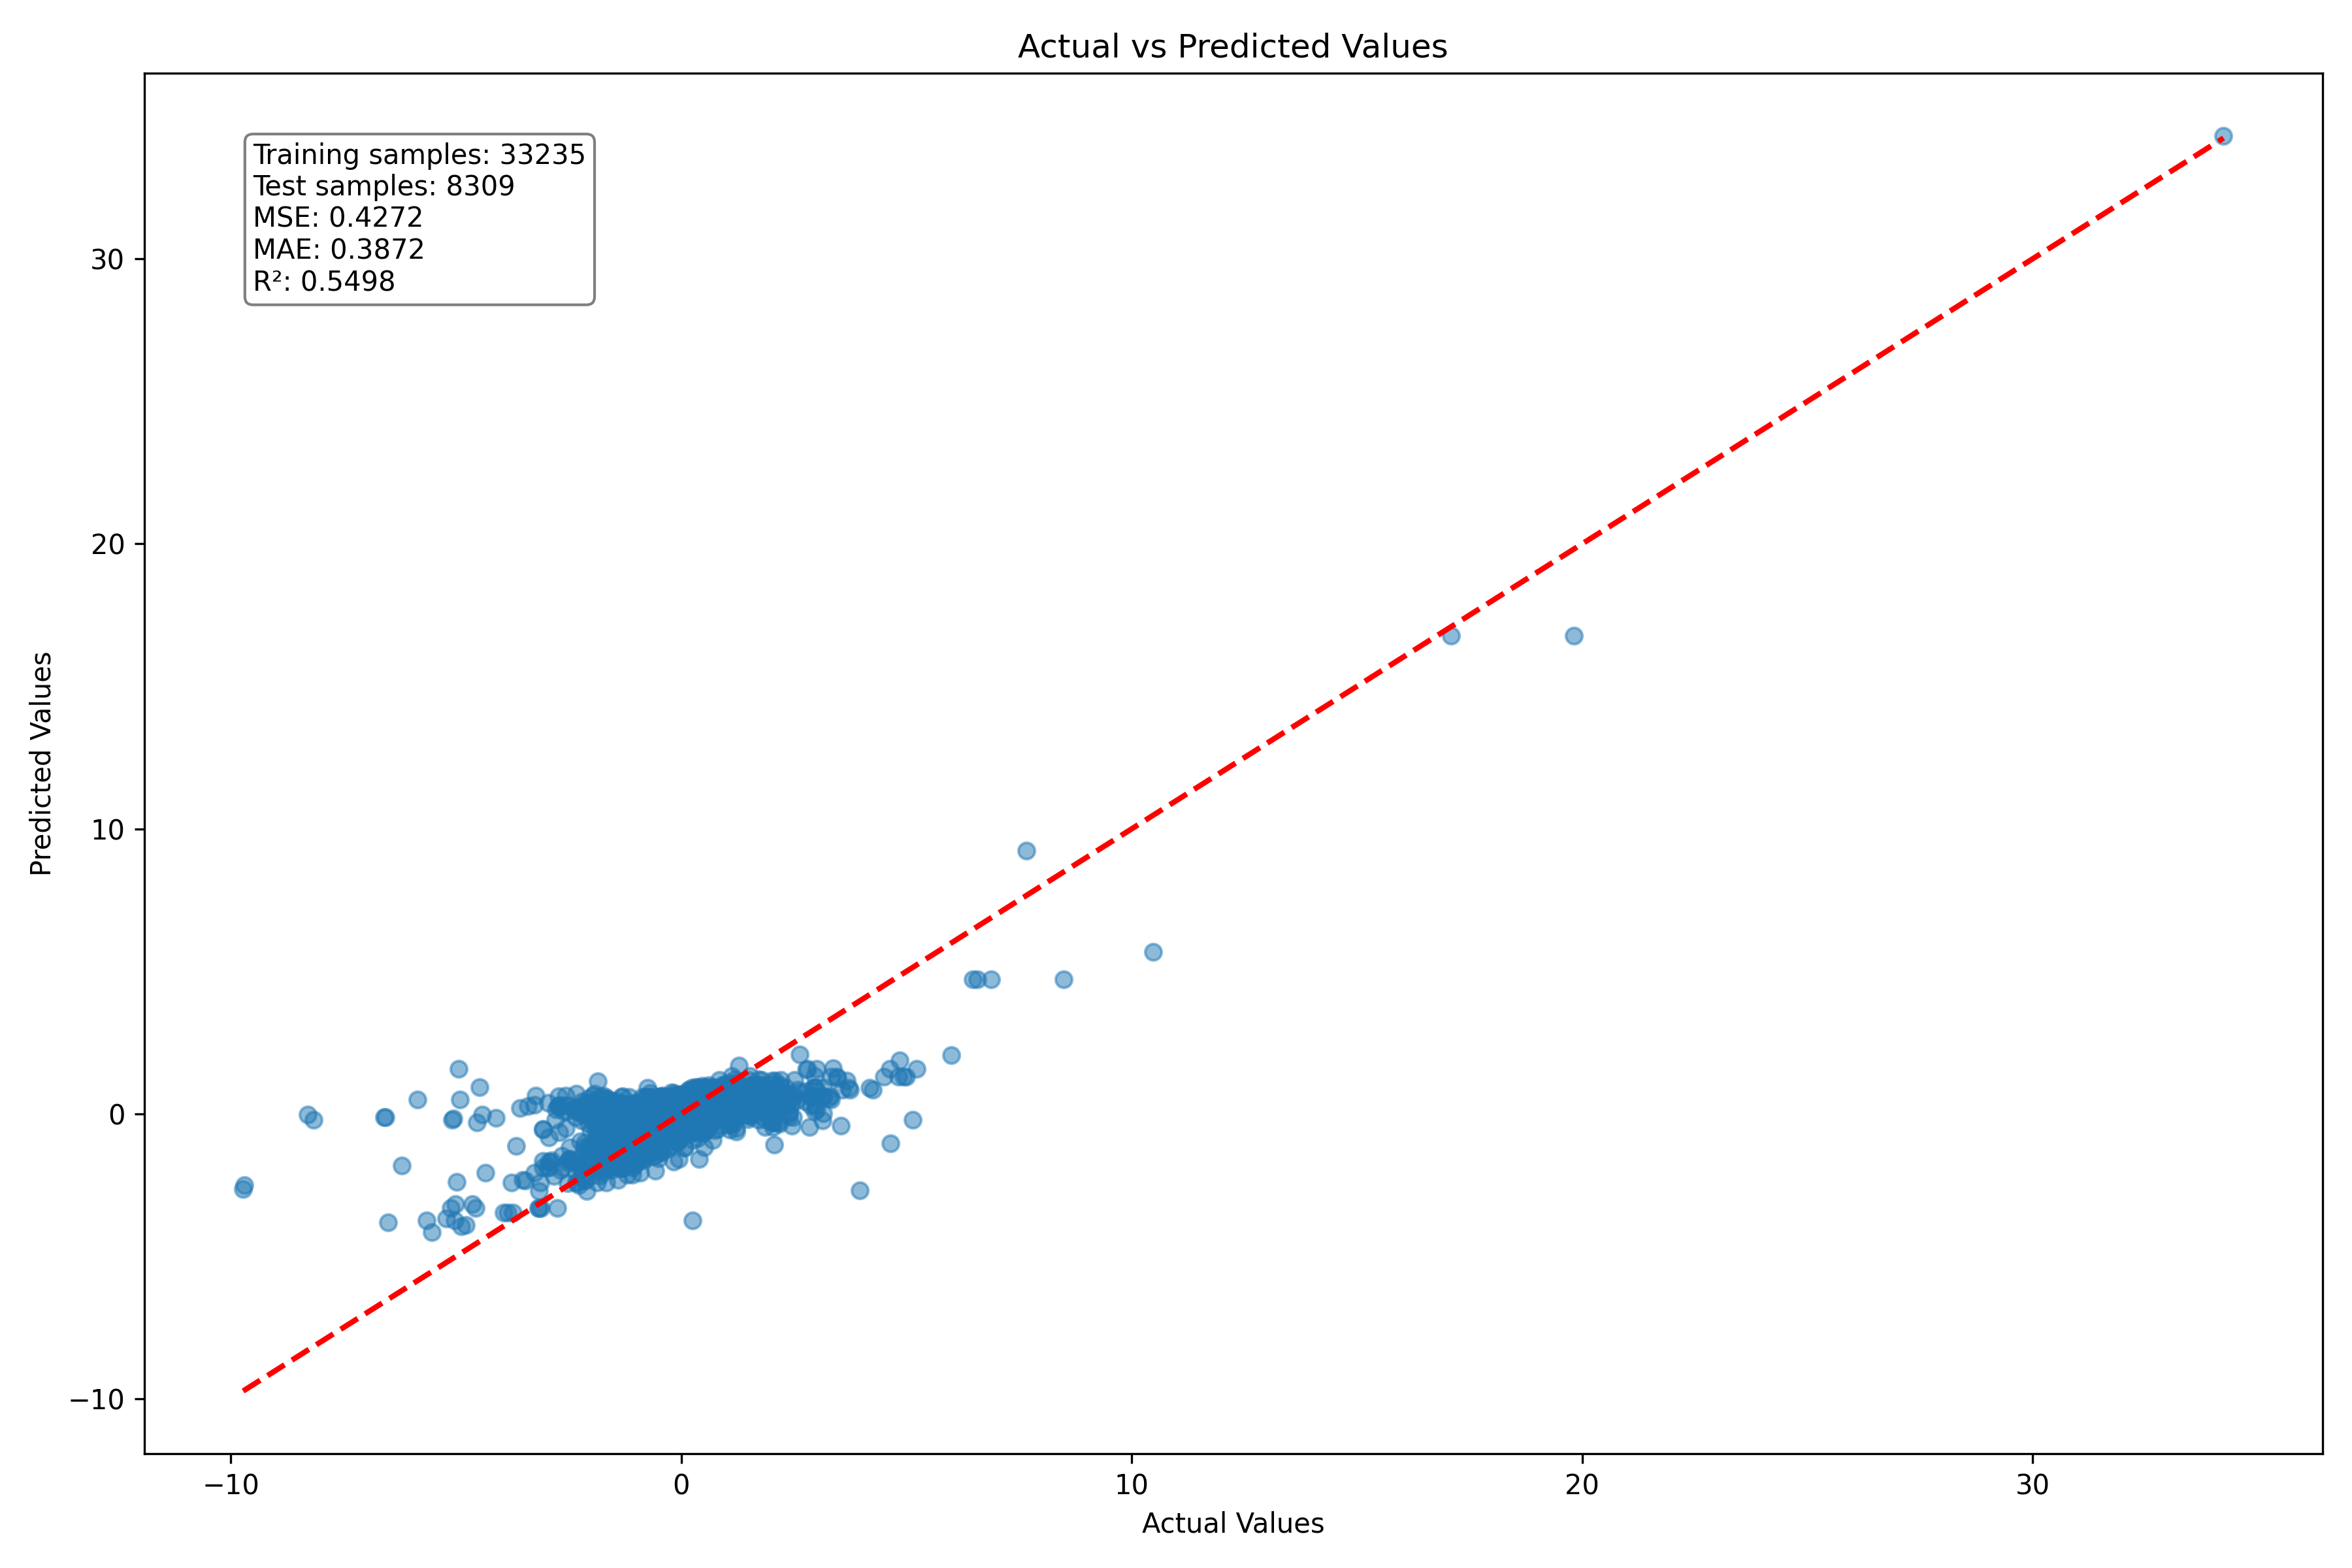 Actual vs Predicted Values
Training samples: 33235
Test samples: 8309
MSE: 0.4272
MAE: 0.3872
R²: 0.5498
30
20
10
0
−10
Predicted Values
−10
0
10
20
30
Actual Values